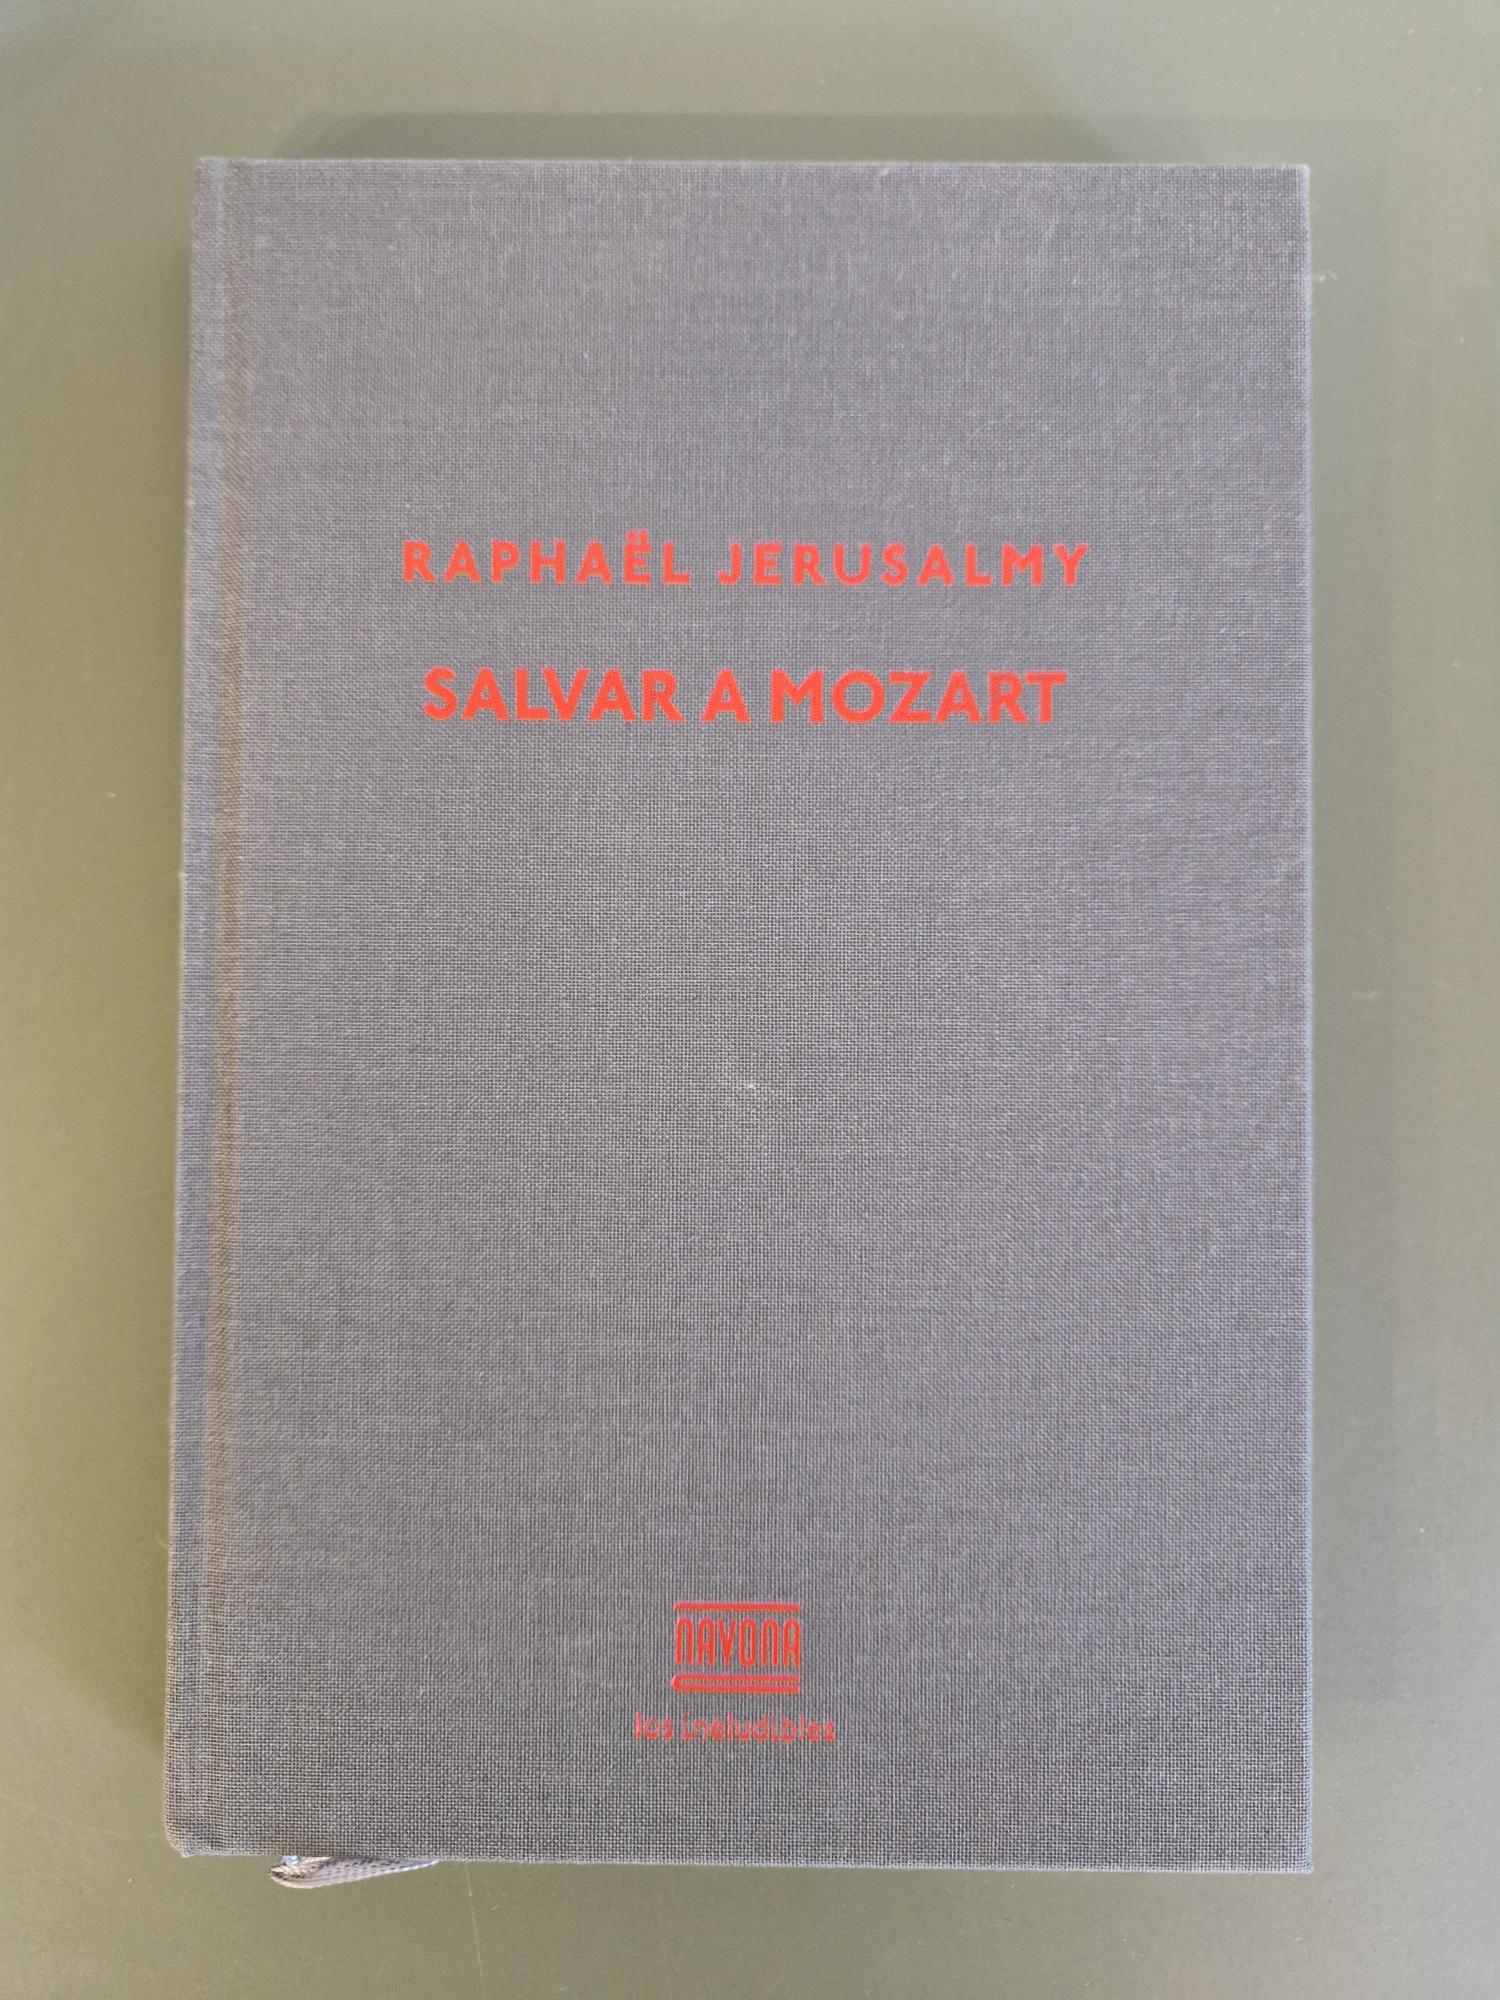 RAPHAËL JERUSALMY
SALVAR A MOZART
NAVONA
los ineludibles